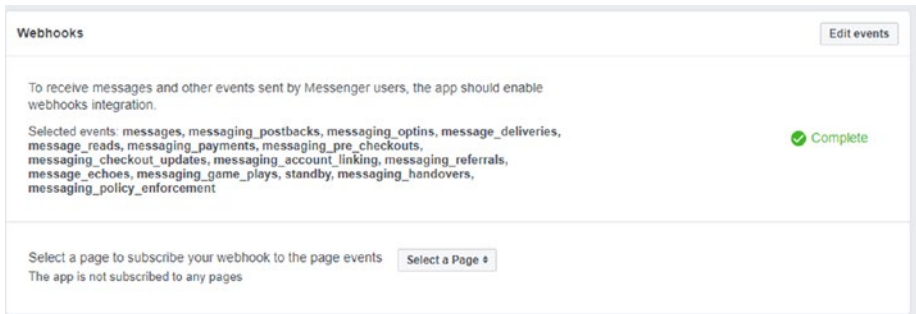 Webhooks
Edit events
To receive messages and other events sent by Messenger users, the app should enable
webhooks integration.
Selected events: messages, messaging_postbacks, messaging_optins, message_deliveries,
message_reads, messaging_payments, messaging_pre_checkouts,
messaging_checkout_updates, messaging_account_linking, messaging_referrals,
message_echoes, messaging_game_plays, standby, messaging_handovers,
messaging_policy_enforcement
Complete
Select a page to subscribe your webhook to the page events
Select a Page
The app is not subscribed to any pages